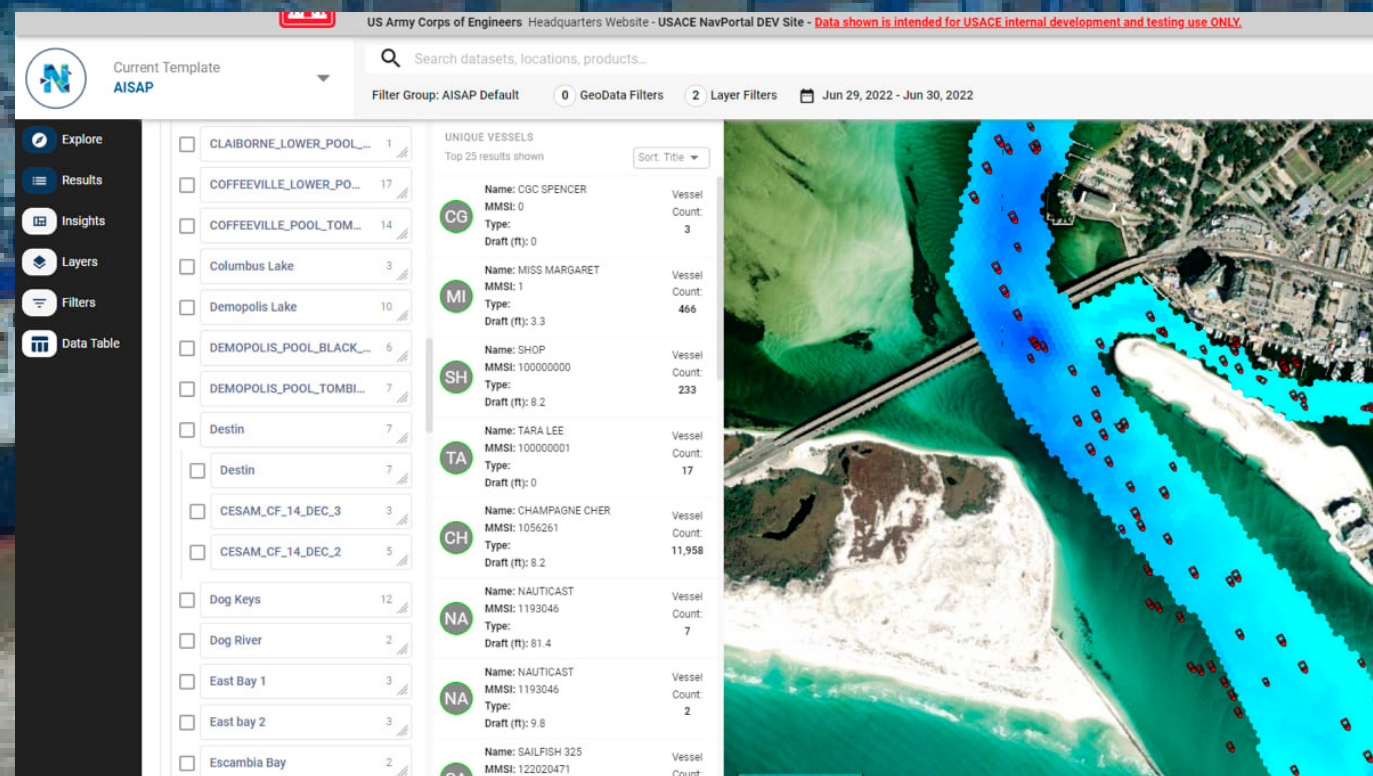 US Army Corps of Engineers Headquarters Website - USACE NavPortal DEV Site - Data shown is intended for USACE internal development and testing use ONLY.
N
Current Template
AISAP
Search datasets, locations, products...
Filter Group: AISAP Default
0 GeoData Filters
2 Layer Filters
Jun 29, 2022 - Jun 30, 2022
Explore
Results
Insights
Layers
Filters
Data Table
CLAIBORNE_LOWER_POOL_... 1
COFFEEVILLE_LOWER_PO... 17
COFFEEVILLE_POOL_TOM... 14
Columbus Lake 3
Demopolis Lake 10
DEMOPOLIS_POOL_BLACK_... 6
DEMOPOLIS_POOL_TOMBI... 7
Destin 7
Destin 7
CESAM_CF_14_DEC_3 3
CESAM_CF_14_DEC_2 5
Dog Keys 12
Dog River 2
East Bay 1 3
East bay 2 3
Escambia Bay 2
UNIQUE VESSELS
Top 25 results shown
Sort: Title
CG
Name: CGC SPENCER
MMSI: 0
Type:
Draft (ft): 0
Vessel
Count:
3
MI
Name: MISS MARGARET
MMSI: 1
Type:
Draft (ft): 3.3
Vessel
Count:
466
SH
Name: SHOP
MMSI: 100000000
Type:
Draft (ft): 8.2
Vessel
Count:
233
TA
Name: TARA LEE
MMSI: 100000001
Type:
Draft (ft): 0
Vessel
Count:
17
CH
Name: CHAMPAGNE CHER
MMSI: 1056261
Type:
Draft (ft): 8.2
Vessel
Count:
11,958
NA
Name: NAUTICAST
MMSI: 1193046
Type:
Draft (ft): 81.4
Vessel
Count:
7
NA
Name: NAUTICAST
MMSI: 1193046
Type:
Draft (ft): 9.8
Vessel
Count:
2
Name: SAILFISH 325
MMSI: 122020471
Vessel
Count: